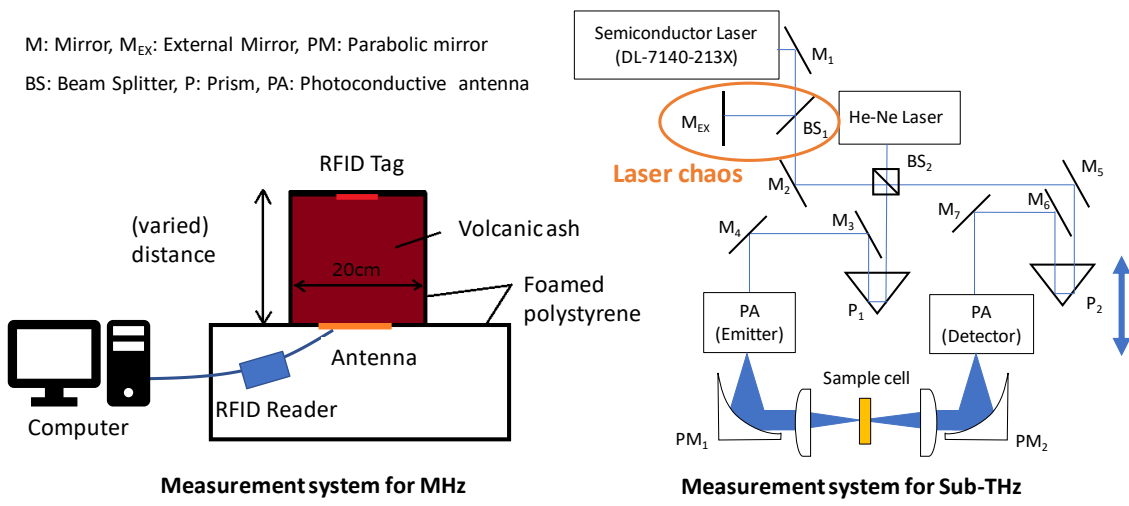 M: Mirror, M_EX: External Mirror, PM: Parabolic mirror
BS: Beam Splitter, P: Prism, PA: Photoconductive antenna
RFID Tag
(varied)
distance
Volcanic ash
20cm
Foamed
polystyrene
Antenna
RFID Reader
Computer
Measurement system for MHz
Semiconductor Laser
(DL-7140-213X)
M1
M_EX
BS1
He-Ne Laser
Laser chaos
M2
BS2
M5
M6
M7
M3
M4
P1
P2
PA
(Emitter)
PA
(Detector)
Sample cell
PM1
PM2
Measurement system for Sub-THz